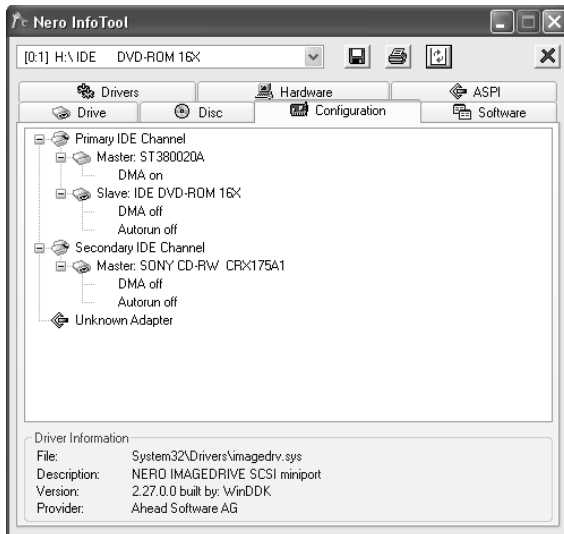 Nero InfoTool
[0:1] H:\ IDE DVD-ROM 16X
Drivers Hardware ASPI
Drive Disc Configuration Software
Primary IDE Channel
Master: ST380020A
DMA on
Slave: IDE DVD-ROM 16X
DMA off
Autorun off
Secondary IDE Channel
Master: SONY CD-RW CRX175A1
DMA off
Autorun off
Unknown Adapter
Driver Information
File: System32\Drivers\imagedrv.sys
Description: NERO IMAGEDRIVE SCSI miniport
Version: 2.27.0.0 built by: WinDDK
Provider: Ahead Software AG